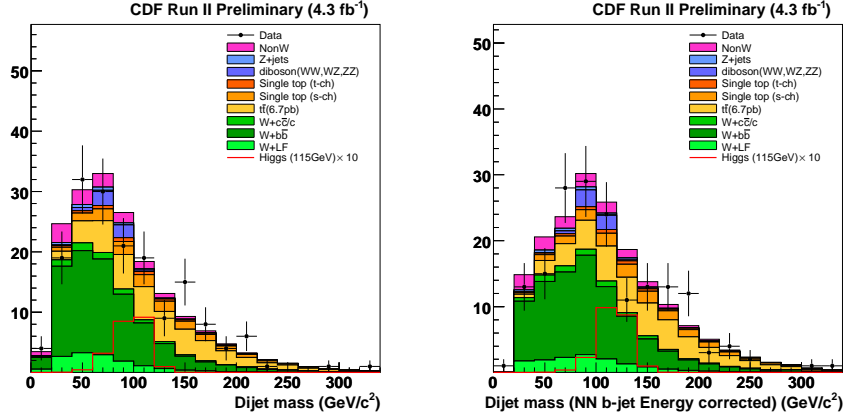 CDF Run II Preliminary (4.3 fb⁻¹)
Data
NonW
Z+jets
diboson(WW,WZ,ZZ)
Single top (t-ch)
Single top (s-ch)
tt̄(6.7pb)
W+cc̄/c
W+bb̄
W+LF
Higgs (115GeV)× 10
50
40
30
20
10
0 50 100 150 200 250 300
Dijet mass (GeV/c²)
CDF Run II Preliminary (4.3 fb⁻¹)
Data
NonW
Z+jets
diboson(WW,WZ,ZZ)
Single top (t-ch)
Single top (s-ch)
tt̄(6.7pb)
W+cc̄/c
W+bb̄
W+LF
Higgs (115GeV)× 10
50
40
30
20
10
0 50 100 150 200 250 300
Dijet mass (NN b-jet Energy corrected) (GeV/c²)